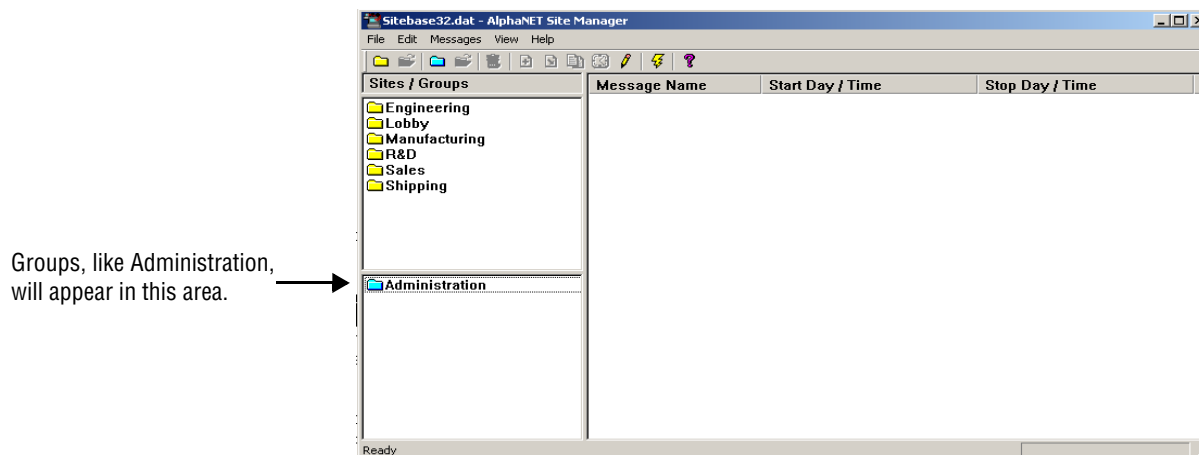 Sitebase32.dat - AlphaNET Site Manager
File Edit Messages View Help
Sites / Groups
Message Name Start Day / Time Stop Day / Time
Engineering
Lobby
Manufacturing
R&D
Sales
Shipping
Groups, like Administration,
will appear in this area.
Administration
Ready